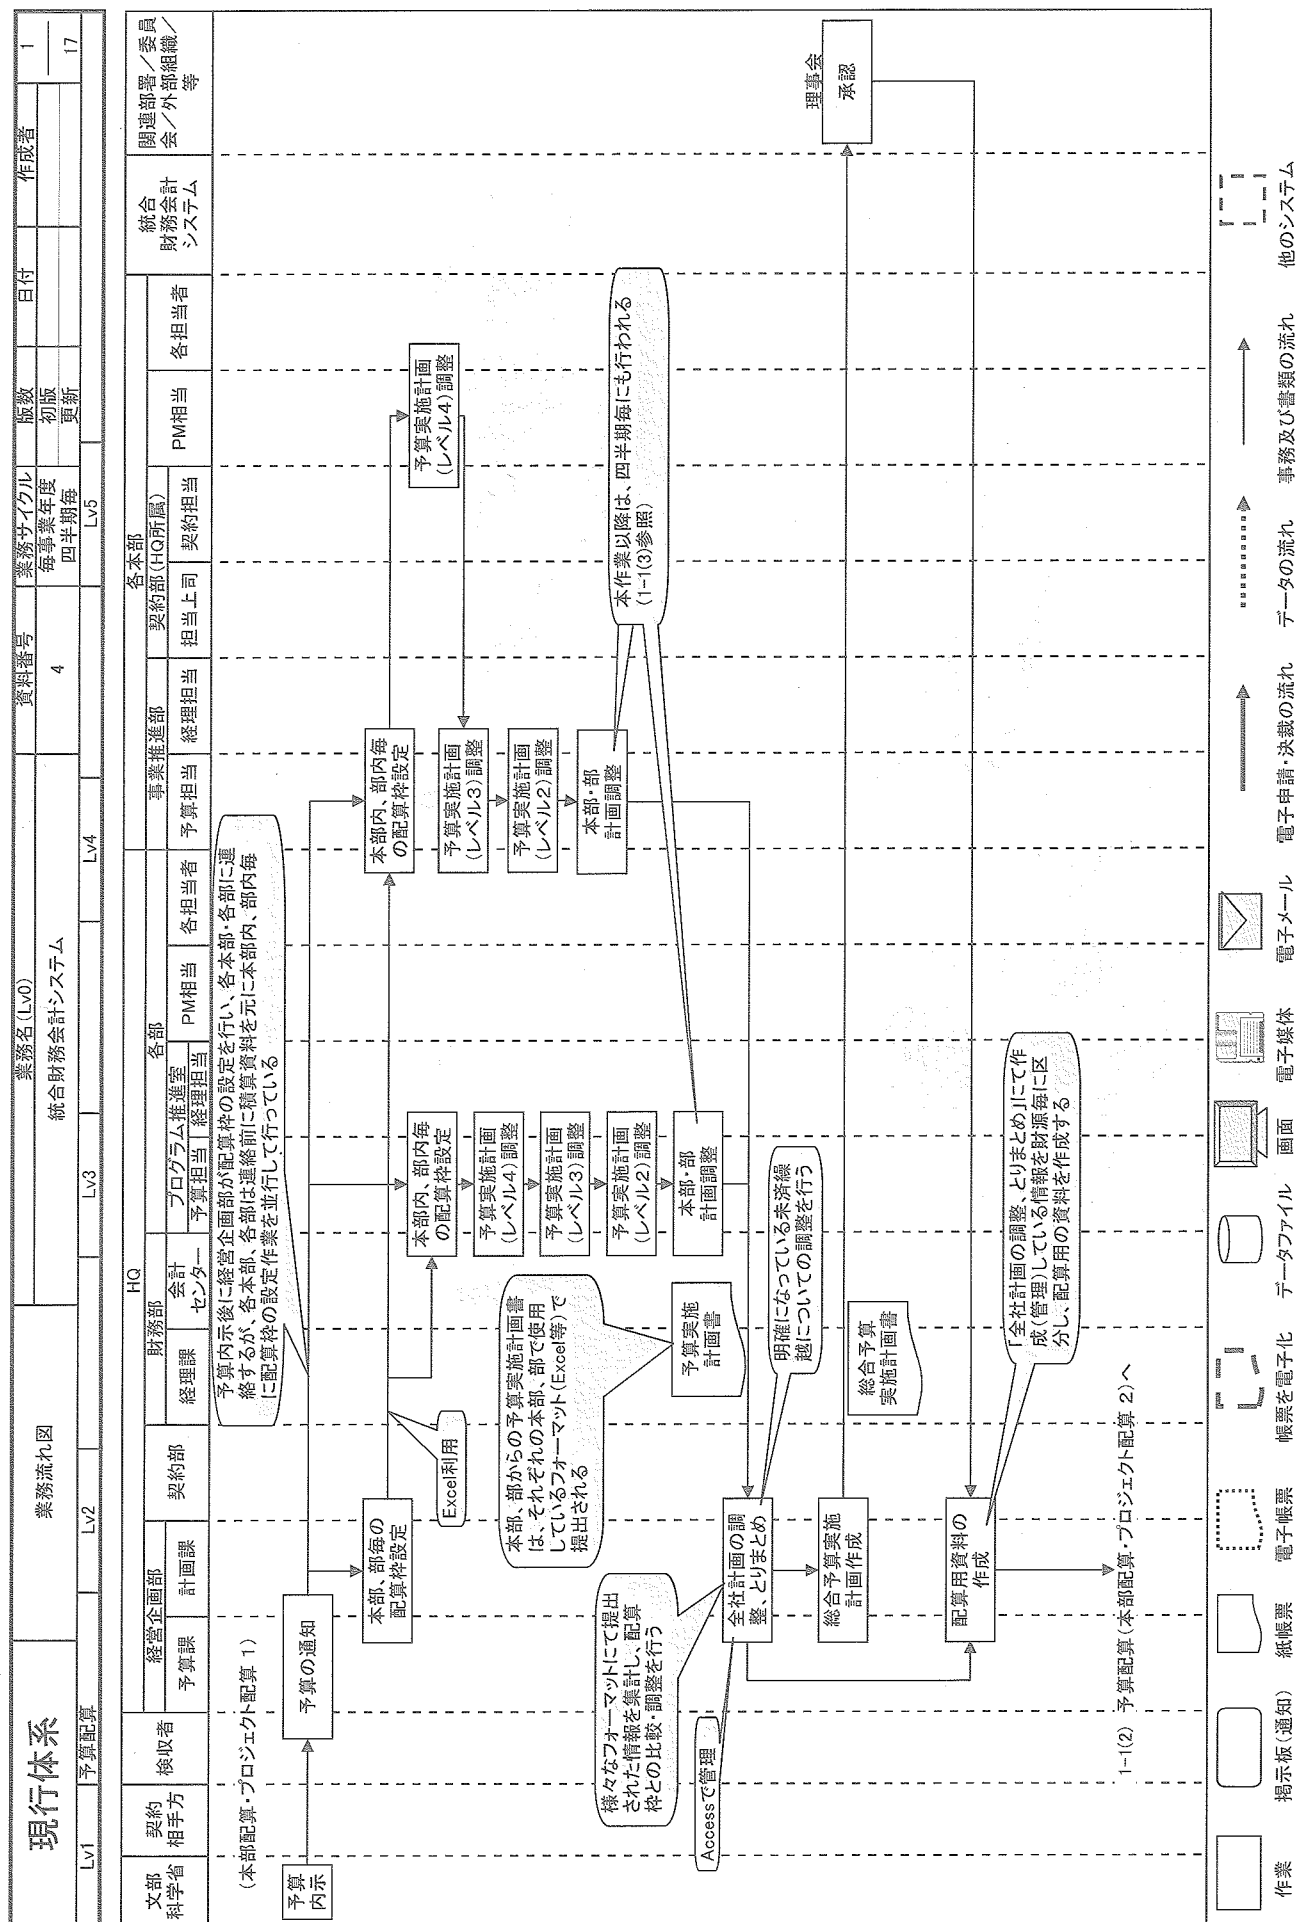 現行体系
業務流れ図
業務名(Lv0)
統合財務会計システム
資料番号
4
業務サイクル
毎事業年度
四半期毎
版数
初版
更新
日付
作成者
1
17
Lv1
予算配算
Lv2
Lv3
Lv4
Lv5
文部
科学省
契約
相手方
検収者
HQ
経営企画部
予算課
計画課
契約部
財務部
経理課
会計
センター
各部
プログラム推進室
予算担当
経理担当
PM相当
各担当者
各本部
事業推進部
予算担当
経理担当
契約部(HQ所属)
担当上司
契約担当
PM相当
各担当者
統合
財務会計
システム
関連部署/委員
会/外部組織/
等
(本部配算・プロジェクト配算 1)
予算
内示
予算の通知
予算内示後に経営企画部が配算枠の設定を行い、各本部・各部に連
絡するが、各本部、各部は連絡前に積算資料を元に本部内、部内毎
に配算枠の設定作業を並行して行っている
本部、部毎の
配算枠設定
Excel利用
本部内、部内毎
の配算枠設定
本部内、部内毎
の配算枠設定
予算実施計画
(レベル4)調整
予算実施計画
(レベル4)調整
予算実施計画
(レベル3)調整
予算実施計画
(レベル3)調整
予算実施計画
(レベル2)調整
予算実施計画
(レベル2)調整
本部・部
計画調整
本部・部
計画調整
本作業以降は、四半期毎にも行われる
(1-1(3)参照)
本部、部からの予算実施計画書
は、それぞれの本部、部で使用
しているフォーマット(Excel等)で
提出される
予算実施
計画書
様々なフォーマットにて提出
された情報を集計し、配算
枠との比較・調整を行う
Accessで管理
全社計画の調
整、とりまとめ
明確になっている未済繰
越についての調整を行う
総合予算実施
計画作成
総合予算
実施計画書
理事会
承認
配算用資料の
作成
「全社計画の調整、とりまとめ」にて作
成(管理)している情報を財源毎に区
分し、配算用の資料を作成する
1-1(2) 予算配算(本部配算・プロジェクト配算 2)へ
作業
掲示板(通知)
紙帳票
電子帳票
帳票を電子化
データファイル
画面
電子媒体
電子メール
電子申請・決裁の流れ
データの流れ
事務及び書類の流れ
他のシステム